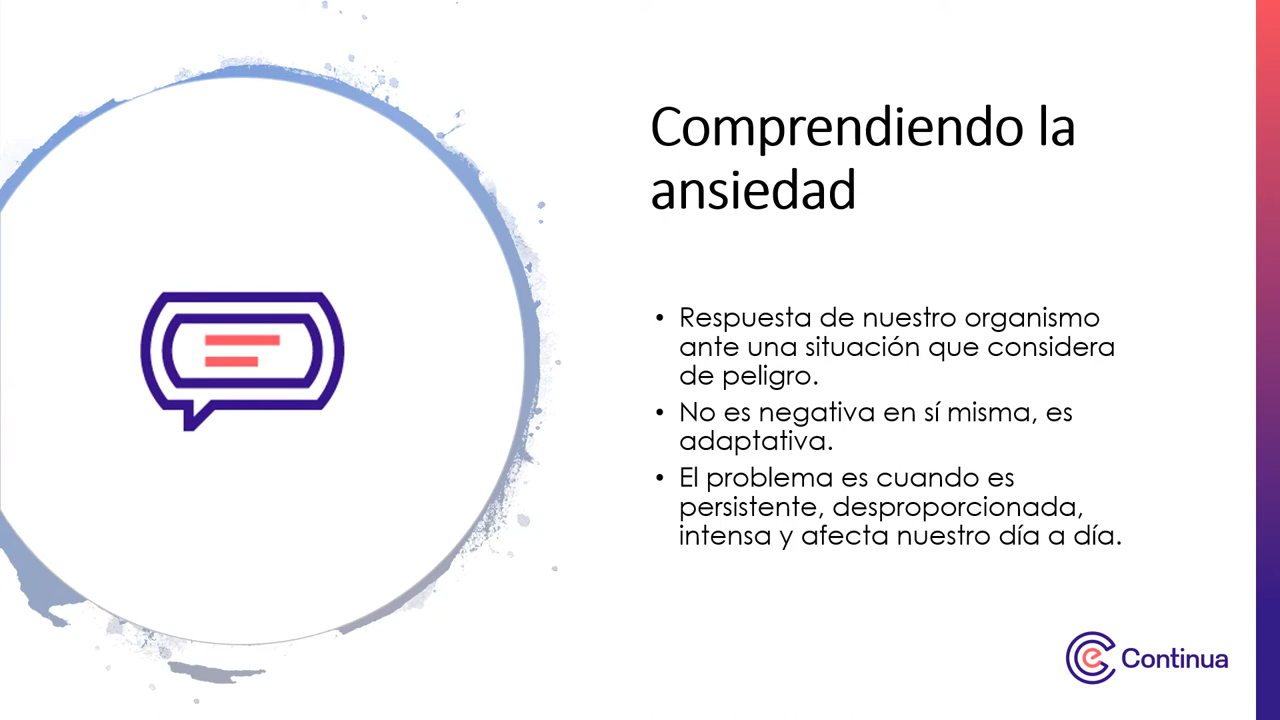 Comprendiendo la
ansiedad
• Respuesta de nuestro organismo
ante una situación que considera
de peligro.
• No es negativa en sí misma, es
adaptativa.
• El problema es cuando es
persistente, desproporcionada,
intensa y afecta nuestro día a día.
Continua